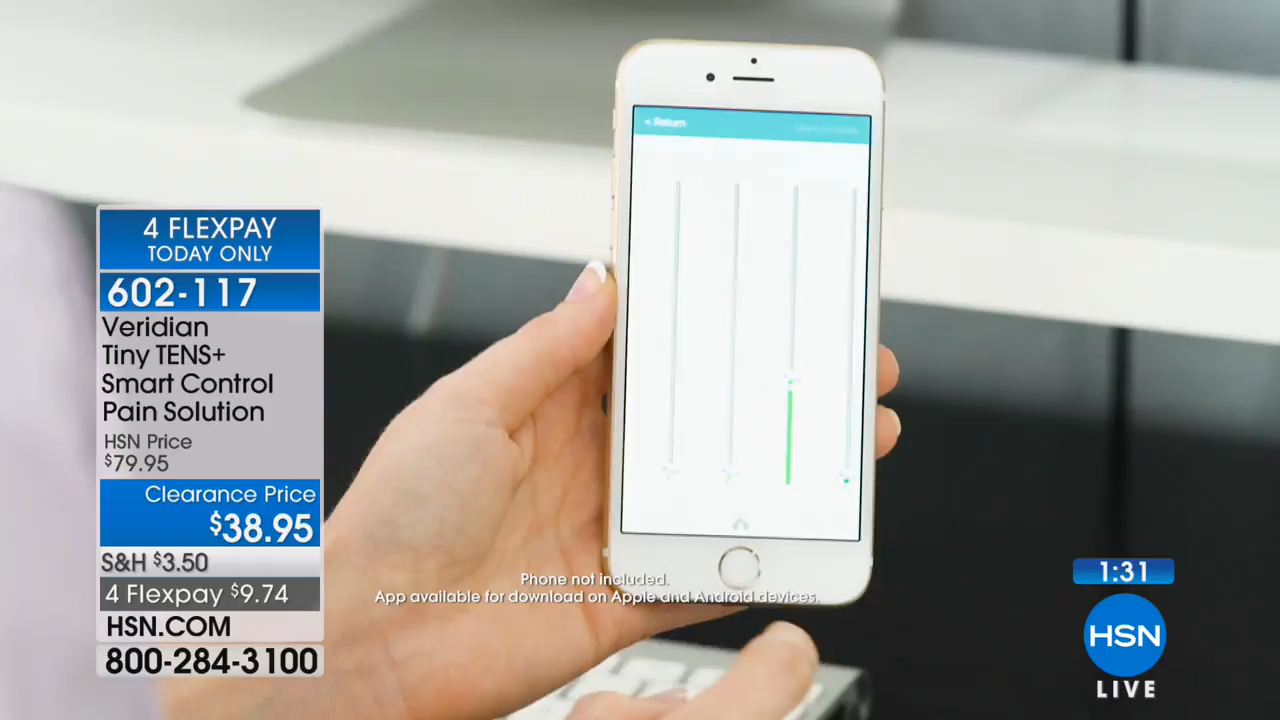 4 FLEXPAY
TODAY ONLY
602-117
Veridian
Tiny TENS+
Smart Control
Pain Solution
HSN Price
$79.95
Clearance Price
$38.95
S&H $3.50
4 Flexpay $9.74
HSN.COM
800-284-3100
< Return
Phone not included.
App available for download on Apple and Android devices.
1:31
HSN
LIVE